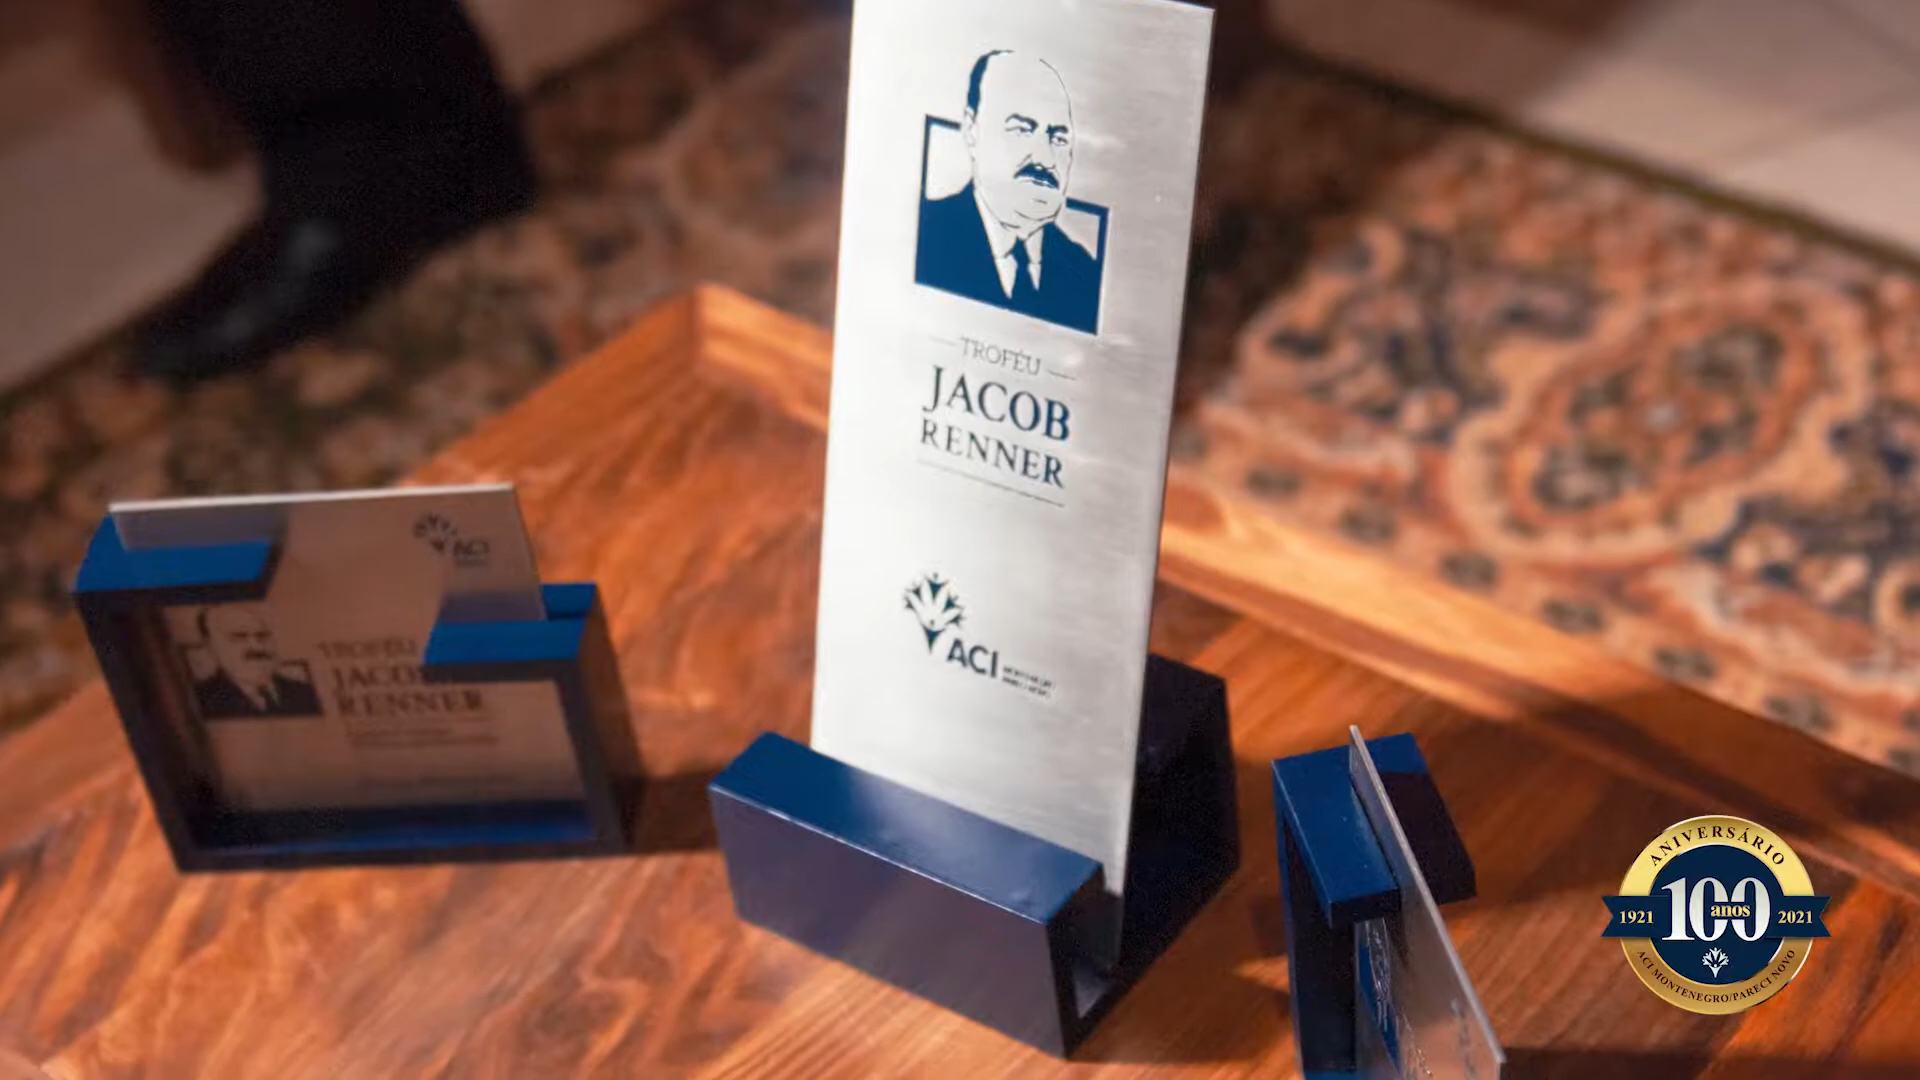 TROFÉU
JACOB
RENNER
ACI
ACI
TROFÉU
JACOB
RENNER
ANIVERSÁRIO
1921
100
anos
2021
ACI MONTENEGRO/PARECI NOVO